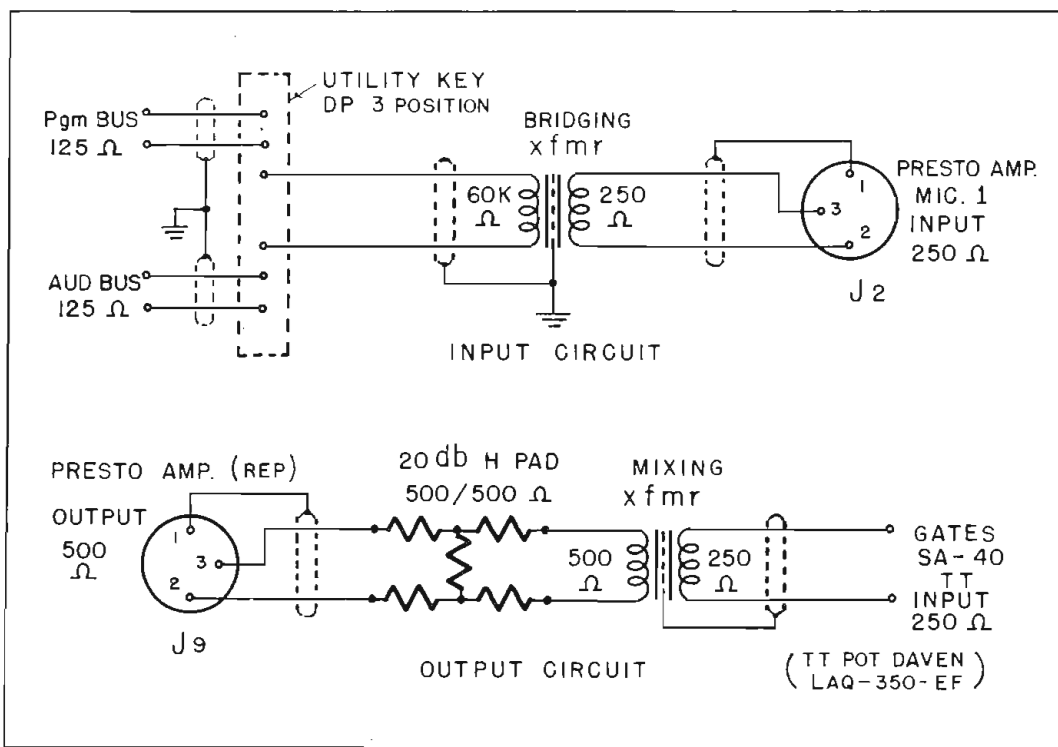 UTILITY KEY
DP 3 POSITION
Pgm BUS
125 Ω
BRIDGING
xfmr
60K
Ω
250
Ω
1
3
2
PRESTO AMP.
MIC. 1
INPUT
250 Ω
J2
AUD BUS
125 Ω
INPUT CIRCUIT
PRESTO AMP. (REP)
OUTPUT
500
Ω
1
3
2
J9
20db H PAD
500/500 Ω
MIXING
xfmr
500
Ω
250
Ω
GATES
SA-40
TT
INPUT
250 Ω
OUTPUT CIRCUIT
(TT POT DAVEN
LAQ-350-EF)